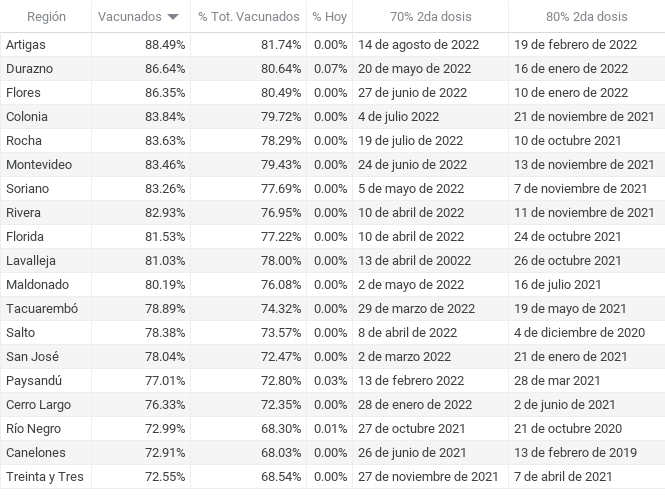 Región Vacunados % Tot. Vacunados % Hoy 70% 2da dosis 80% 2da dosis
Artigas 88.49% 81.74% 0.00% 14 de agosto de 2022 19 de febrero de 2022
Durazno 86.64% 80.64% 0.07% 20 de mayo de 2022 16 de enero de 2022
Flores 86.35% 80.49% 0.00% 27 de junio de 2022 10 de enero de 2022
Colonia 83.84% 79.72% 0.00% 4 de julio 2022 21 de noviembre de 2021
Rocha 83.63% 78.29% 0.00% 19 de julio de 2022 10 de octubre 2021
Montevideo 83.46% 79.43% 0.00% 24 de junio de 2022 13 de noviembre de 2021
Soriano 83.26% 77.69% 0.00% 5 de mayo de 2022 7 de noviembre de 2021
Rivera 82.93% 76.95% 0.00% 10 de abril de 2022 11 de noviembre de 2021
Florida 81.53% 77.22% 0.00% 10 de abril de 2022 24 de octubre 2021
Lavalleja 81.03% 78.00% 0.00% 13 de abril de 20022 26 de octubre 2021
Maldonado 80.19% 76.08% 0.00% 2 de mayo de 2022 16 de julio 2021
Tacuarembó 78.89% 74.32% 0.00% 29 de marzo de 2022 19 de mayo de 2021
Salto 78.38% 73.57% 0.00% 8 de abril de 2022 4 de diciembre de 2020
San José 78.04% 72.47% 0.00% 2 de marzo 2022 21 de enero de 2021
Paysandú 77.01% 72.80% 0.03% 13 de febrero 2022 28 de mar 2021
Cerro Largo 76.33% 72.35% 0.00% 28 de enero de 2022 2 de junio de 2021
Río Negro 72.99% 68.30% 0.01% 27 de octubre de 2021 21 de octubre 2020
Canelones 72.91% 68.03% 0.00% 26 de junio de 2021 13 de febrero de 2019
Treinta y Tres 72.55% 68.54% 0.00% 27 de noviembre de 2021 7 de abril de 2021